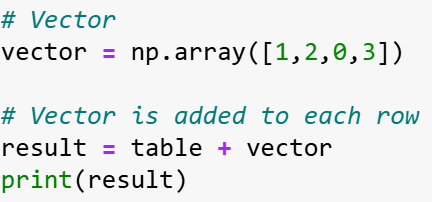 # Vector
vector = np.array([1,2,0,3])
# Vector is added to each row
result = table + vector
print(result)